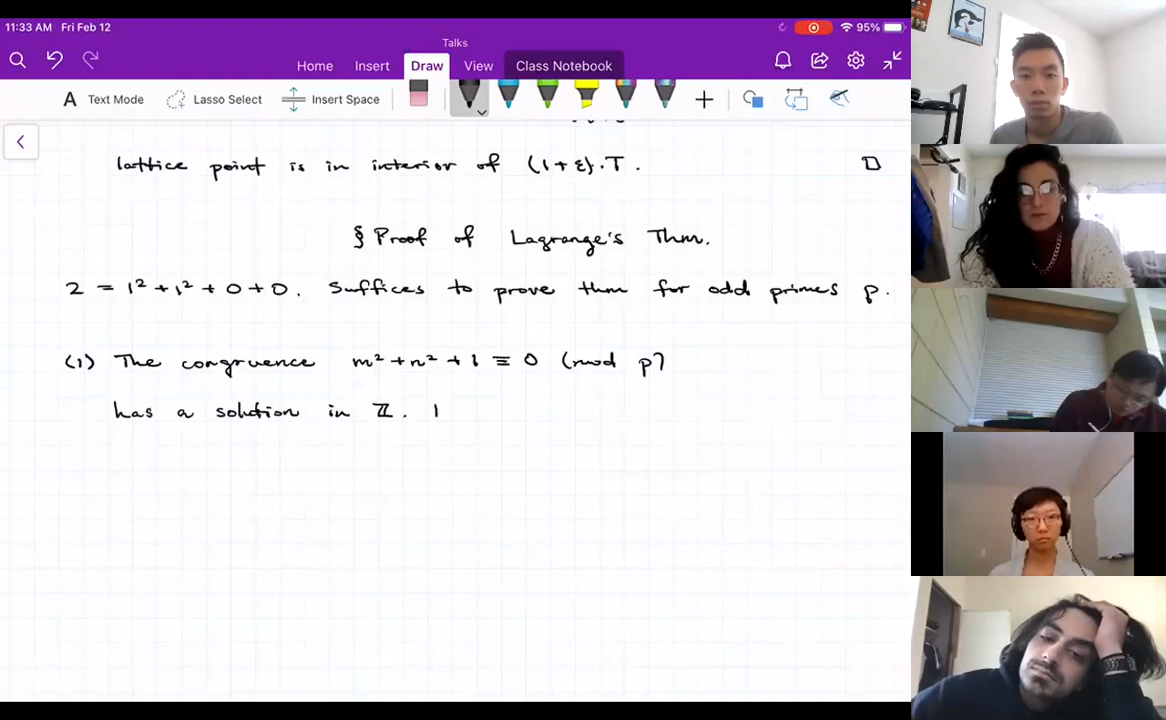 11:33 AM Fri Feb 12
95%
Talks
Home Insert Draw View Class Notebook
A Text Mode Lasso Select Insert Space
lattice point is in interior of (1+ε)·T.
§ Proof of Lagrange's Thm.
2 = 1² + 1² + 0 + 0. Suffices to prove thm for odd primes p.
(1) The congruence m² + n² + 1 ≡ 0 (mod p)
has a solution in ℤ.